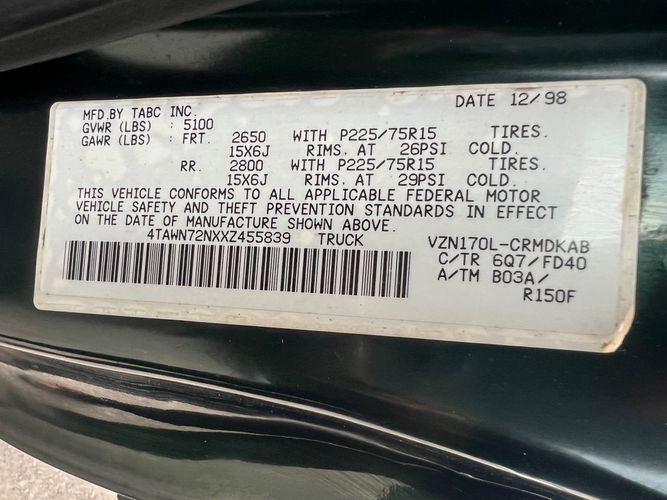 MFD.BY TABC INC. DATE 12/98
GVWR (LBS) : 5100
GAWR (LBS) : FRT. 2650 WITH P225/75R15 TIRES.
15X6J RIMS. AT 26PSI COLD.
RR. 2800 WITH P225/75R15 TIRES.
15X6J RIMS. AT 29PSI COLD.
THIS VEHICLE CONFORMS TO ALL APPLICABLE FEDERAL MOTOR
VEHICLE SAFETY AND THEFT PREVENTION STANDARDS IN EFFECT
ON THE DATE OF MANUFACTURE SHOWN ABOVE.
4TAWN72NXXZ455839 TRUCK VZN170L-CRMDKAB
C/TR 6Q7/FD40
A/TM B03A/
R150F